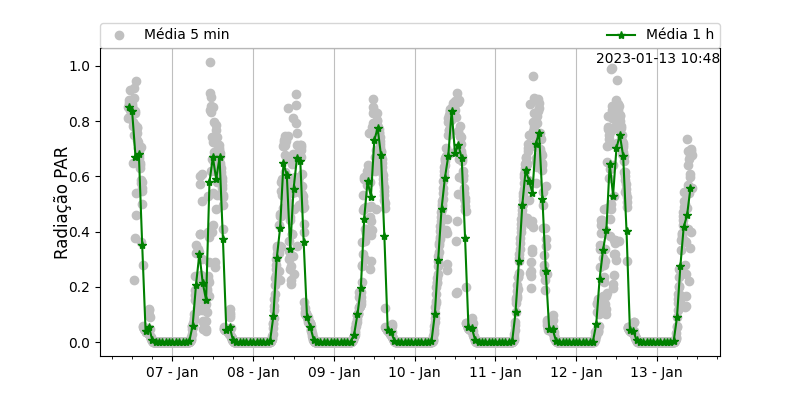 Média 5 min
Média 1 h
2023-01-13 10:48
1.0
0.8
0.6
0.4
0.2
0.0
Radiação PAR
07 - Jan
08 - Jan
09 - Jan
10 - Jan
11 - Jan
12 - Jan
13 - Jan